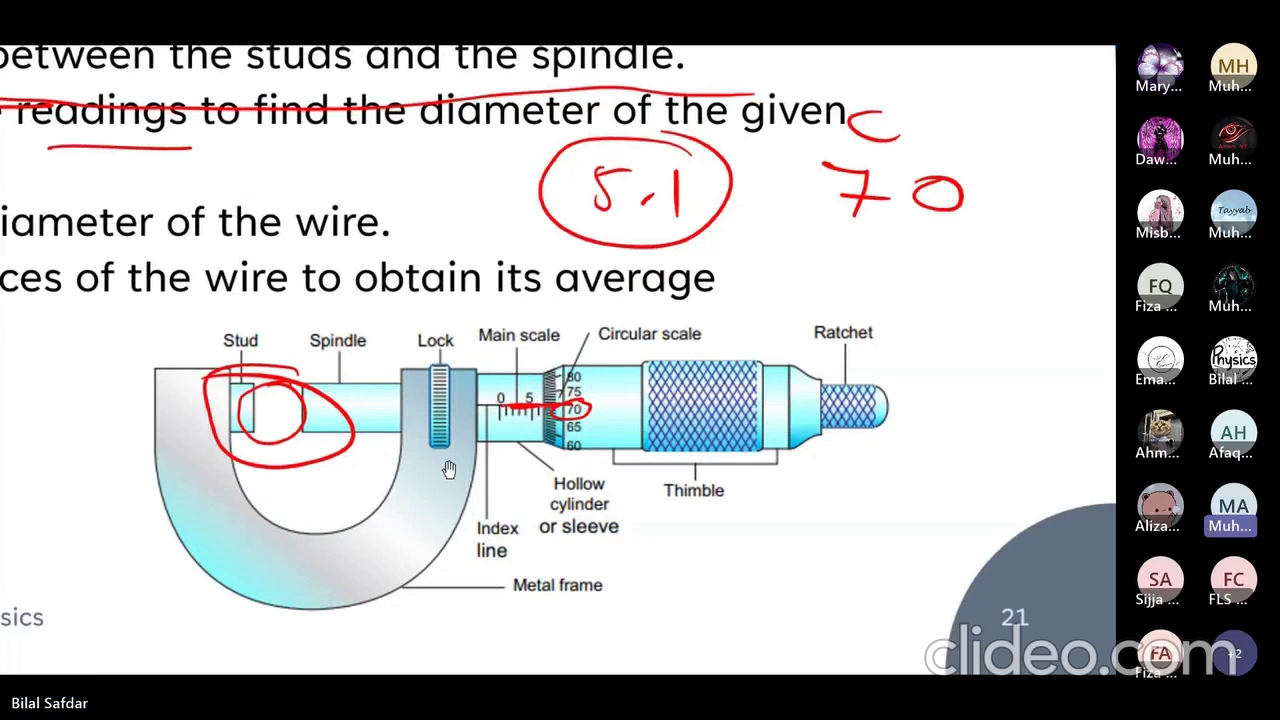 between the studs and the spindle.
readings to find the diameter of the given
C
5.1 70
iameter of the wire.
ces of the wire to obtain its average
Stud Spindle Lock Main scale Circular scale Ratchet
0 5
80
75
70
65
60
Hollow
cylinder
or sleeve
Thimble
Index
line
Metal frame
sics
21
clideo.com
Bilal Safdar
Mary... MH Muh...
Daw... Muh...
Misb... Tayyab Muh...
FQ Fiza ... Muh...
Ema... Physics Bilal ...
Ahm... AH Afaq...
Aliza... MA Muh...
SA Sijja ... FC FLS ...
FA Fiza ... +2